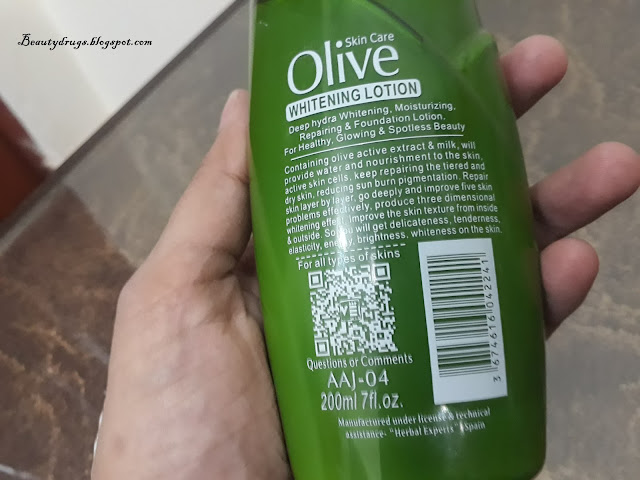 Beautydrugs.blogspot.com
Skin Care
Olive
WHITENING LOTION
Deep hydra Whitening, Moisturizing,
Repairing & Foundation Lotion.
For Healthy, Glowing & Spotless Beauty
Containing olive active extract & milk, will
provide water and nourishment to the skin,
active skin cells, keep repairing the tiered and
dry skin, reducing sun burn pigmentation. Repair
skin layer by layer, go deeply and improve five skin
problems effectively, produce three dimensional
whitening effect, improve the skin texture from inside
& outside. So you will get delicateness, tenderness,
elasticity, energy, brightness, whiteness on the skin.
For all types of skins
Questions or Comments
AAJ-04
200ml 7fl.oz.
Manufactured under license & technical
assistance- "Herbal Experts" Spain
3 674616 042241